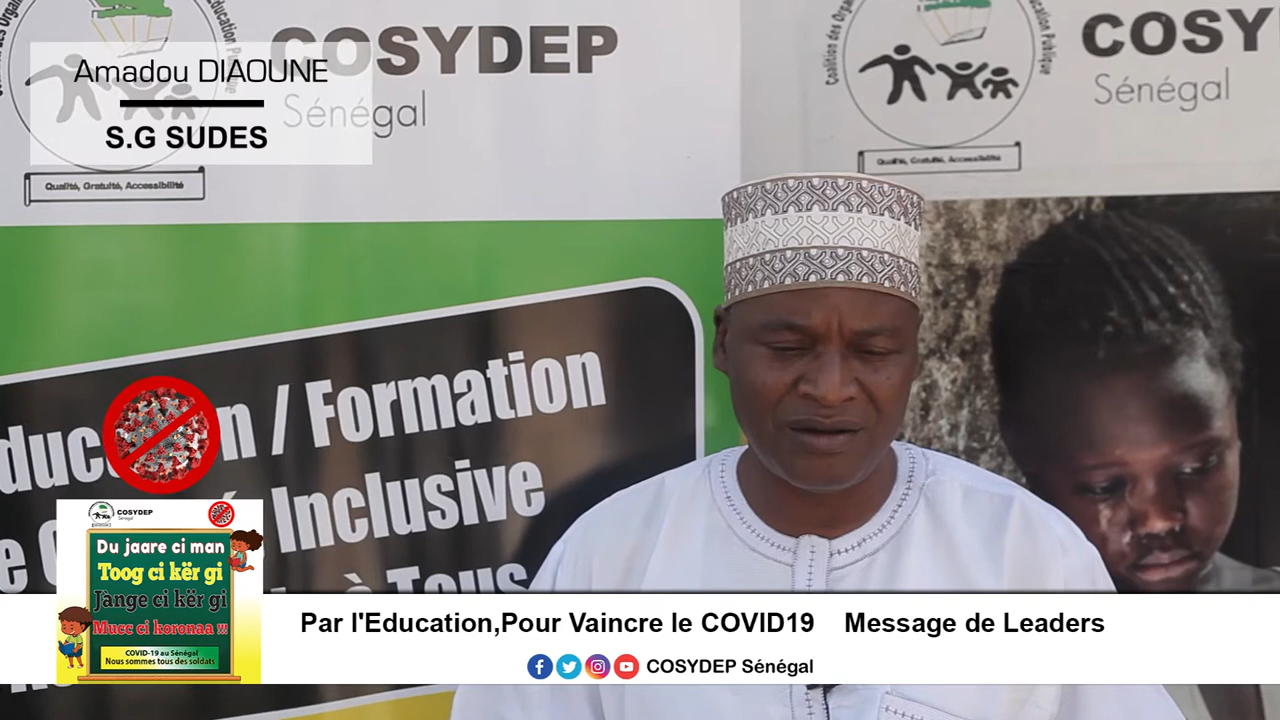 COSYDEP
Sénégal
Qualité, Gratuité, Accessibilité
Amadou DIAOUNE
S.G SUDES
COSY
Sénégal
Qualité, Gratuité, Accessibilité
/ Formation
Inclusive
à Tous
COSYDEP
Sénégal
Du jaare ci man
Toog ci kër gi
Jànge ci kër gi
Mucc ci koronaa !!!
COVID-19 au Sénégal
Nous sommes tous des soldats
Par l'Education,Pour Vaincre le COVID19 Message de Leaders
COSYDEP Sénégal